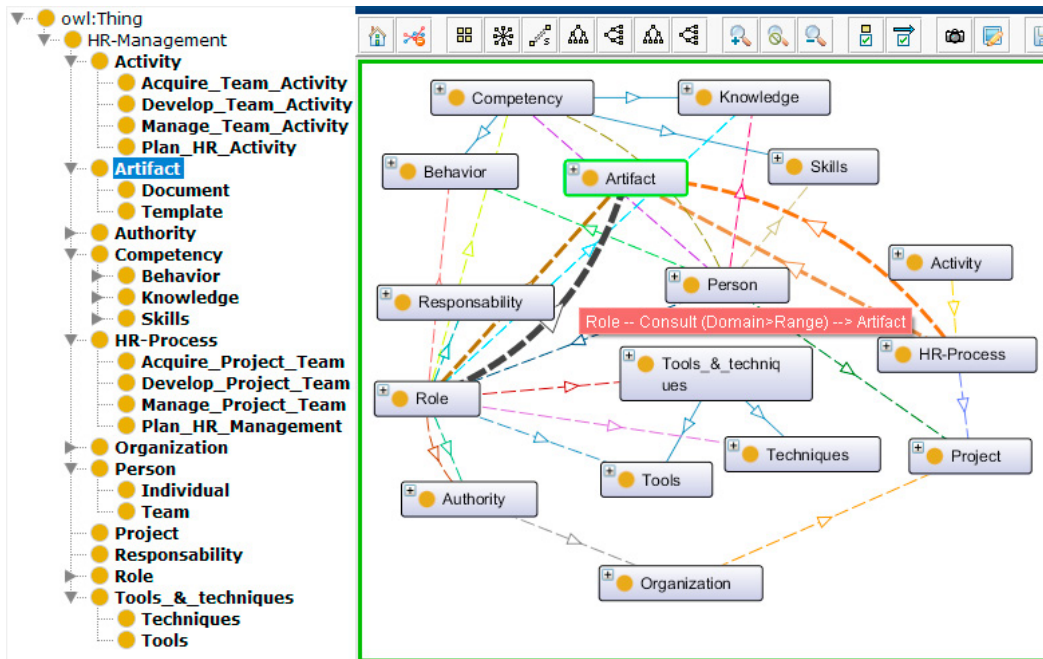 owl:Thing
HR-Management
Activity
Acquire_Team_Activity
Develop_Team_Activity
Manage_Team_Activity
Plan_HR_Activity
Artifact
Document
Template
Authority
Competency
Behavior
Knowledge
Skills
HR-Process
Acquire_Project_Team
Develop_Project_Team
Manage_Project_Team
Plan_HR_Management
Organization
Person
Individual
Team
Project
Responsability
Role
Tools_&_techniques
Techniques
Tools
Competency
Knowledge
Behavior
Artifact
Skills
Activity
Person
Responsability
Role -- Consult (Domain>Range) --> Artifact
HR-Process
Tools_&_techniq
ues
Role
Techniques
Project
Tools
Authority
Organization